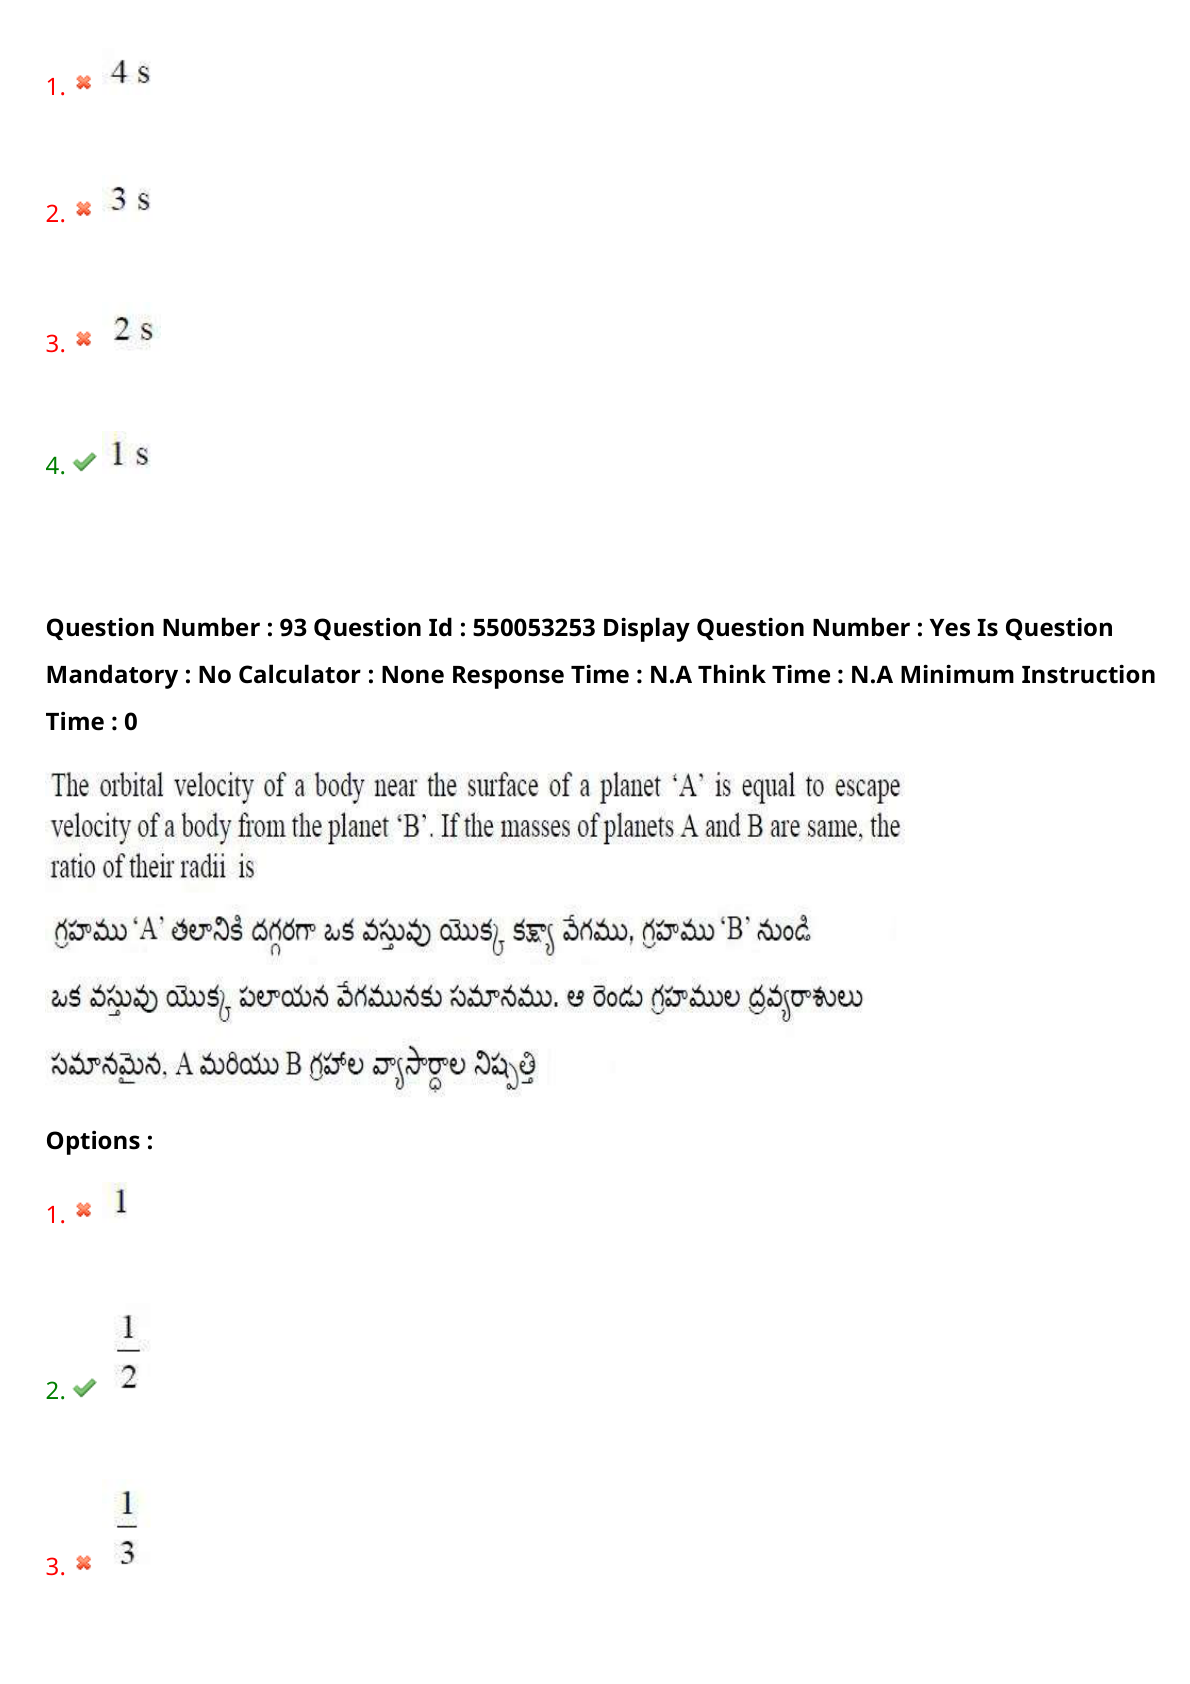 1. 4 s
2. 3 s
3. 2 s
4. 1 s
Question Number : 93 Question Id : 550053253 Display Question Number : Yes Is Question
Mandatory : No Calculator : None Response Time : N.A Think Time : N.A Minimum Instruction
Time : 0
The orbital velocity of a body near the surface of a planet ‘A’ is equal to escape
velocity of a body from the planet ‘B’. If the masses of planets A and B are same, the
ratio of their radii is
గ్రహము ‘A’ తలానికి దగ్గరగా ఒక వస్తువు యొక్క కక్ష్యా వేగము, గ్రహము ‘B’ నుండి
ఒక వస్తువు యొక్క పలాయన వేగమునకు సమానము. ఆ రెండు గ్రహముల ద్రవ్యరాశులు
సమానమైన, A మరియు B గ్రహాల వ్యాసార్ధాల నిష్పత్తి
Options :
1. 1
2. 1/2
3. 1/3